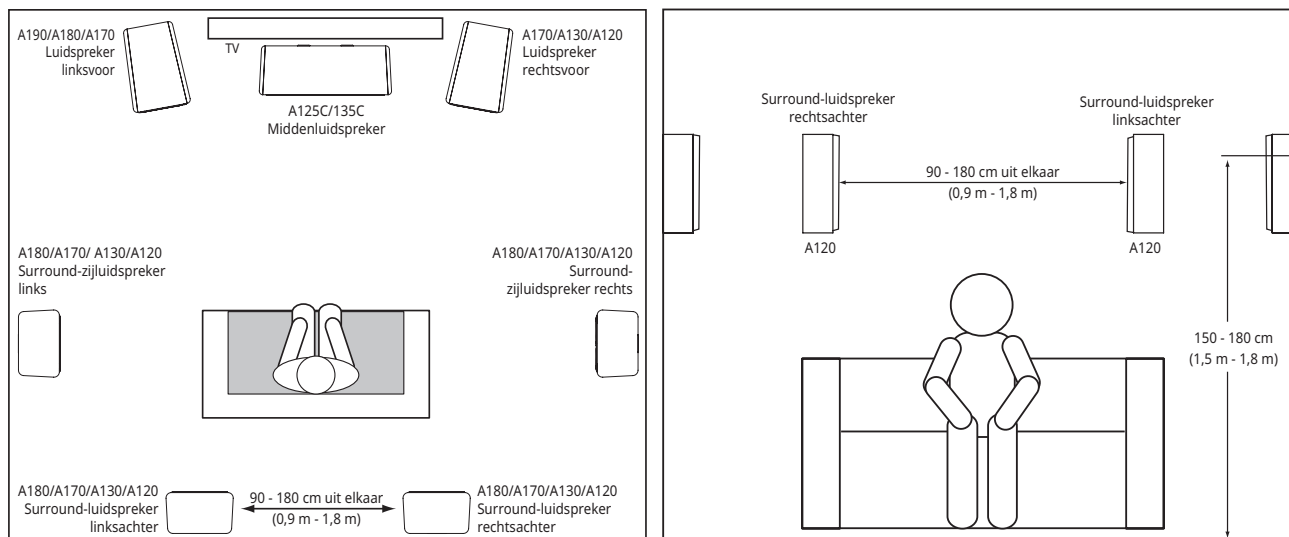 A190/A180/A170
Luidspreker
linksvoor
TV
A170/A130/A120
Luidspreker
rechtsvoor
A125C/135C
Middenluidspreker
A180/A170/ A130/A120
Surround-zijluidspreker
links
A180/A170/A130/A120
Surround-
zijluidspreker rechts
A180/A170/A130/A120
Surround-luidspreker
linksachter
90 - 180 cm uit elkaar
(0,9 m - 1,8 m)
A180/A170/A130/A120
Surround-luidspreker
rechtsachter
Surround-luidspreker
rechtsachter
Surround-luidspreker
linksachter
90 - 180 cm uit elkaar
(0,9 m - 1,8 m)
A120
A120
150 - 180 cm
(1,5 m - 1,8 m)